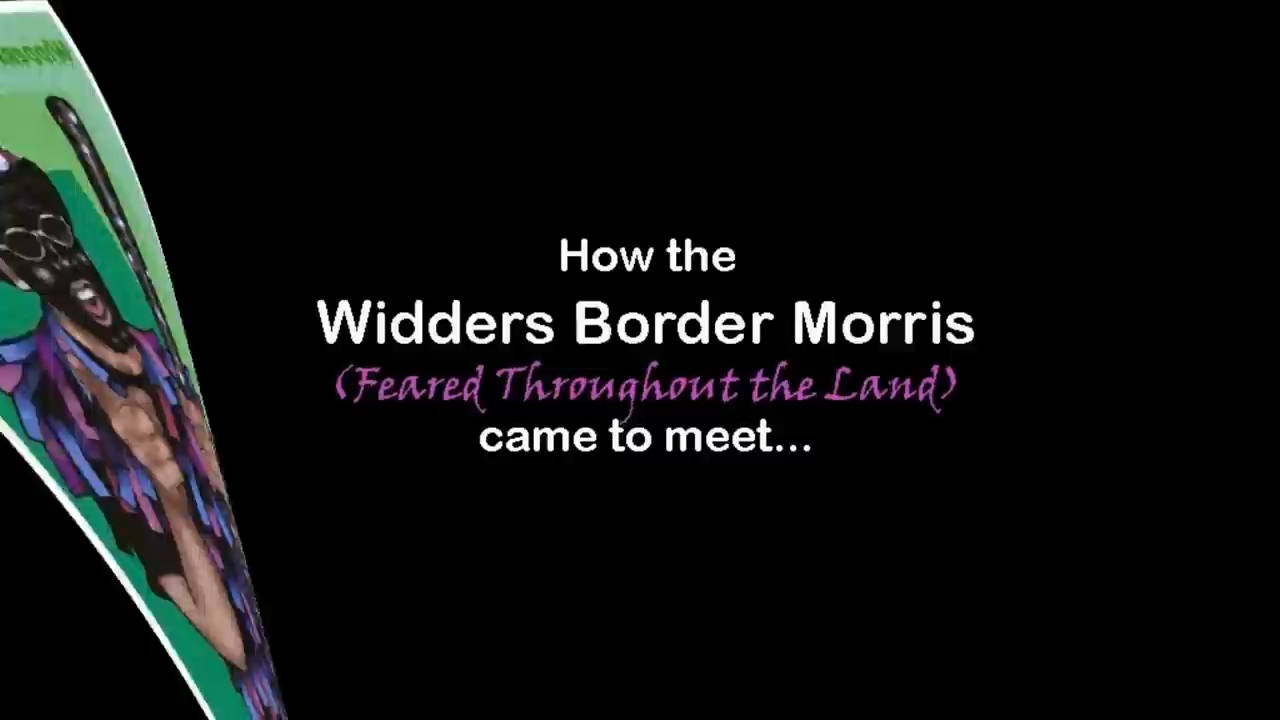 How the
Widders Border Morris
(Feared Throughout the Land)
came to meet...